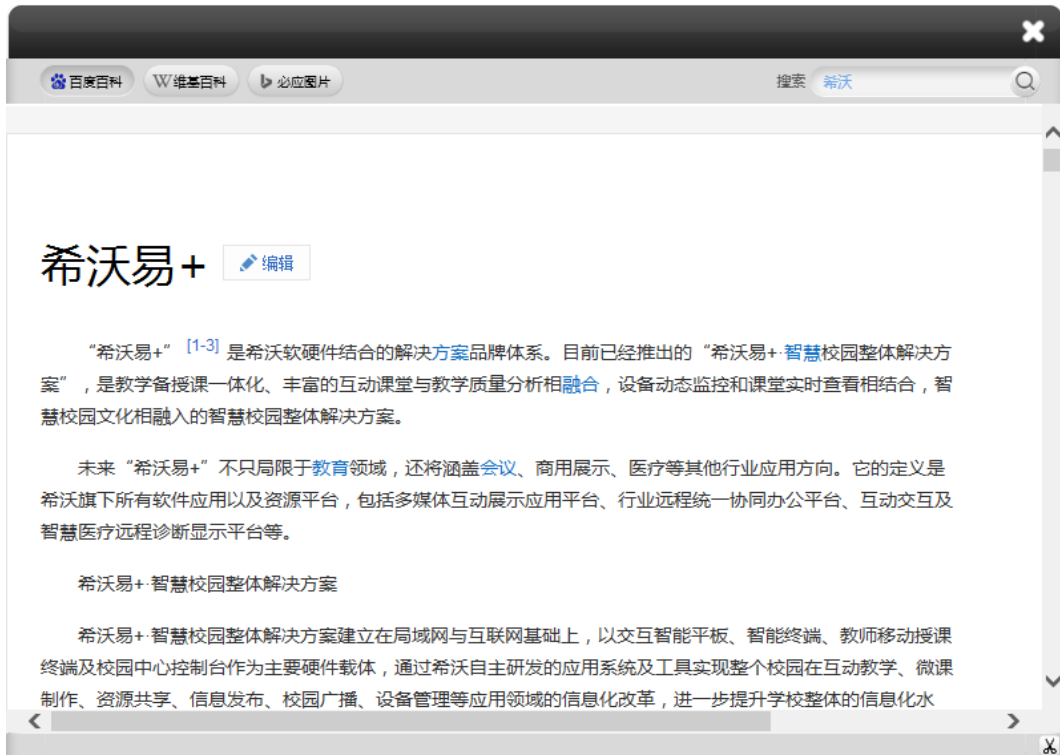 百度百科 W维基百科 必应图片 搜索 希沃
希沃易+ 编辑
“希沃易+” [1-3] 是希沃软硬件结合的解决方案品牌体系。目前已经推出的“希沃易+·智慧校园整体解决方
案”，是教学备授课一体化、丰富的互动课堂与教学质量分析相融合，设备动态监控和课堂实时查看相结合，智
慧校园文化相融入的智慧校园整体解决方案。
未来“希沃易+”不只局限于教育领域，还将涵盖会议、商用展示、医疗等其他行业应用方向。它的定义是
希沃旗下所有软件应用以及资源平台，包括多媒体互动展示应用平台、行业远程统一协同办公平台、互动交互及
智慧医疗远程诊断显示平台等。
希沃易+·智慧校园整体解决方案
希沃易+·智慧校园整体解决方案建立在局域网与互联网基础上，以交互智能平板、智能终端、教师移动授课
终端及校园中心控制台作为主要硬件载体，通过希沃自主研发的应用系统及工具实现整个校园在互动教学、微课
制作、资源共享、信息发布、校园广播、设备管理等应用领域的信息化改革，进一步提升学校整体的信息化水